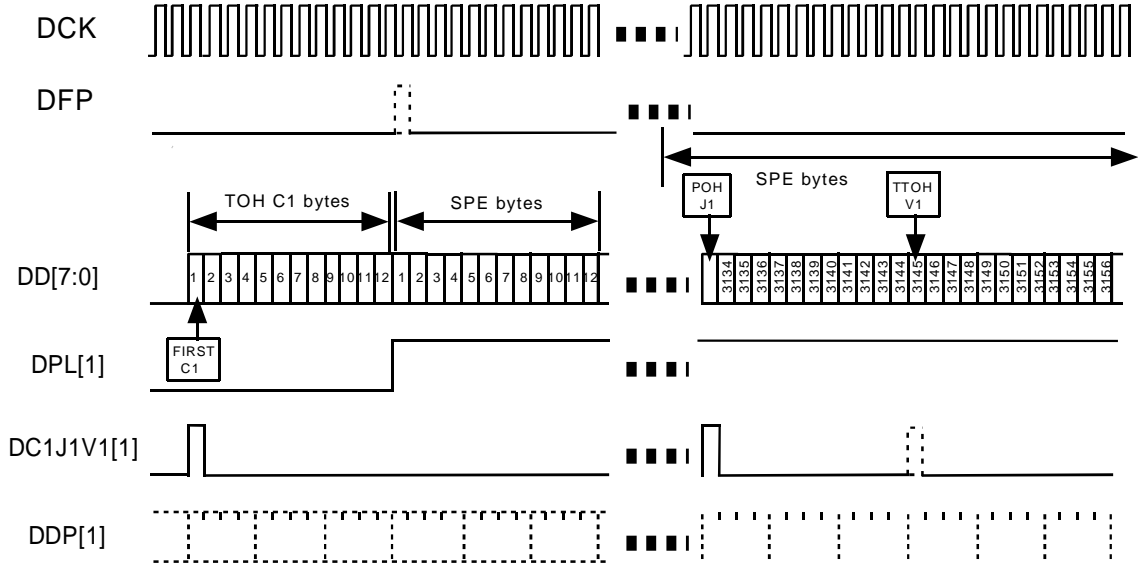 DCK
DFP
TOH C1 bytes
SPE bytes
SPE bytes
POH
J1
TTOH
V1
DD[7:0]
1 2 3 4 5 6 7 8 9 10 11 12 1 2 3 4 5 6 7 8 9 10 11 12
3134 3135 3136 3137 3138 3139 3140 3141 3142 3143 3144 3145 3146 3147 3148 3149 3150 3151 3152 3153 3154 3155 3156
FIRST
C1
DPL[1]
DC1J1V1[1]
DDP[1]